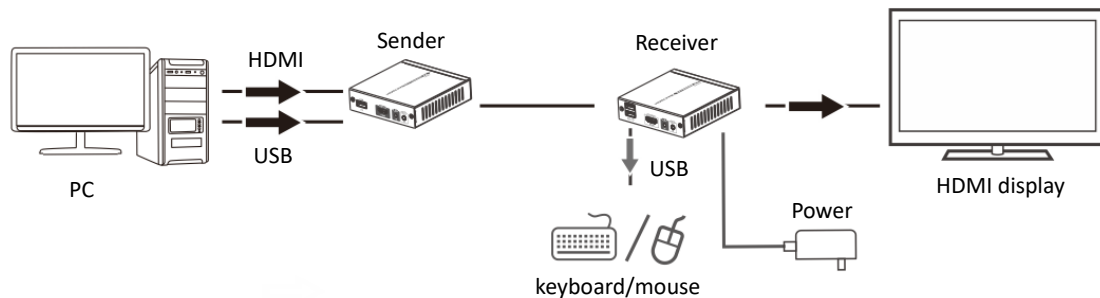 Sender
Receiver
HDMI
USB
USB
PC
HDMI display
Power
keyboard/mouse